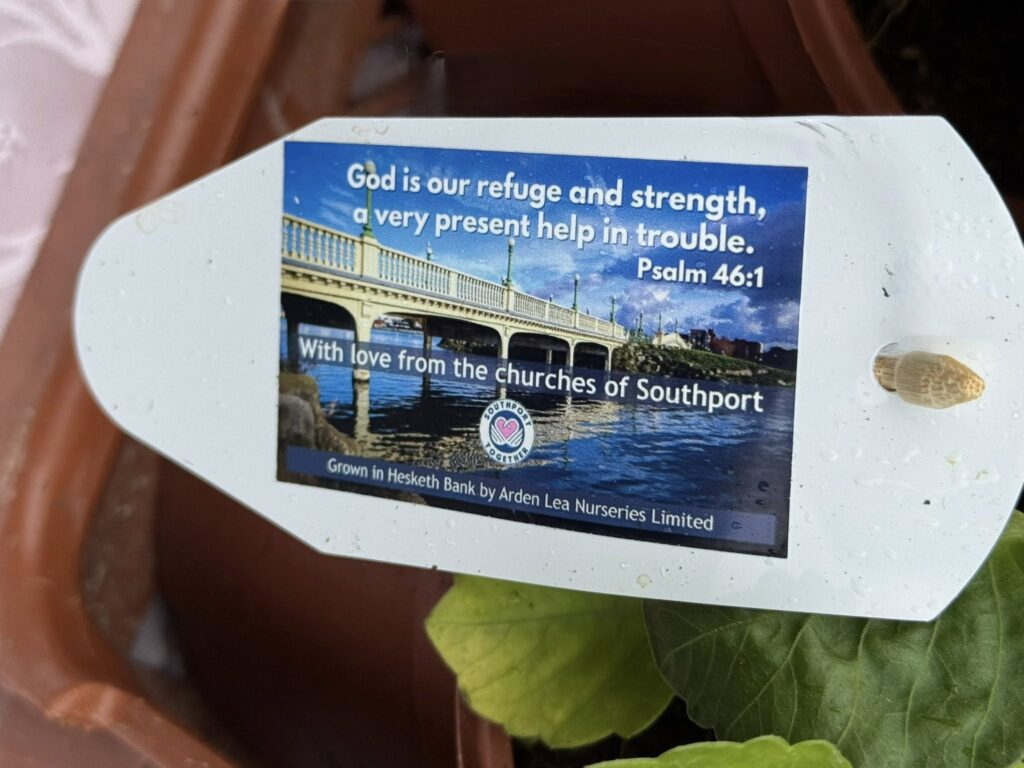 God is our refuge and strength,
a very present help in trouble.
Psalm 46:1
With love from the churches of Southport
SOUTHPORT
TOGETHER
Grown in Hesketh Bank by Arden Lea Nurseries Limited